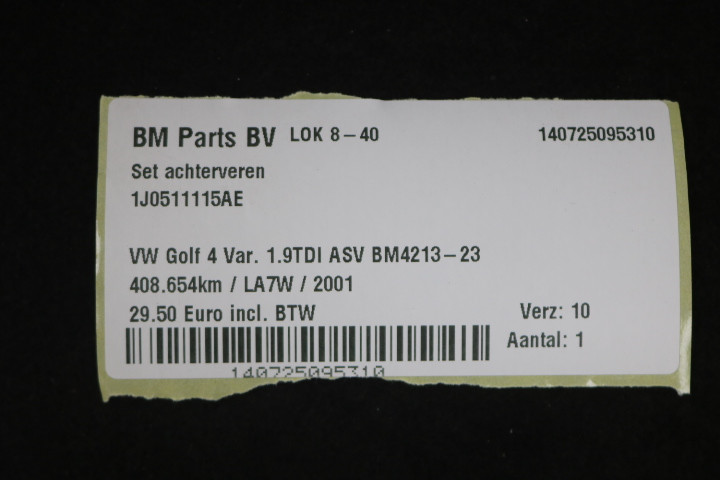 BM Parts BV LOK 8-40 140725095310
Set achterveren
1J0511115AE
VW Golf 4 Var. 1.9TDI ASV BM4213-23
408.654km / LA7W / 2001
29.50 Euro incl. BTW Verz: 10
Aantal: 1
140725095310